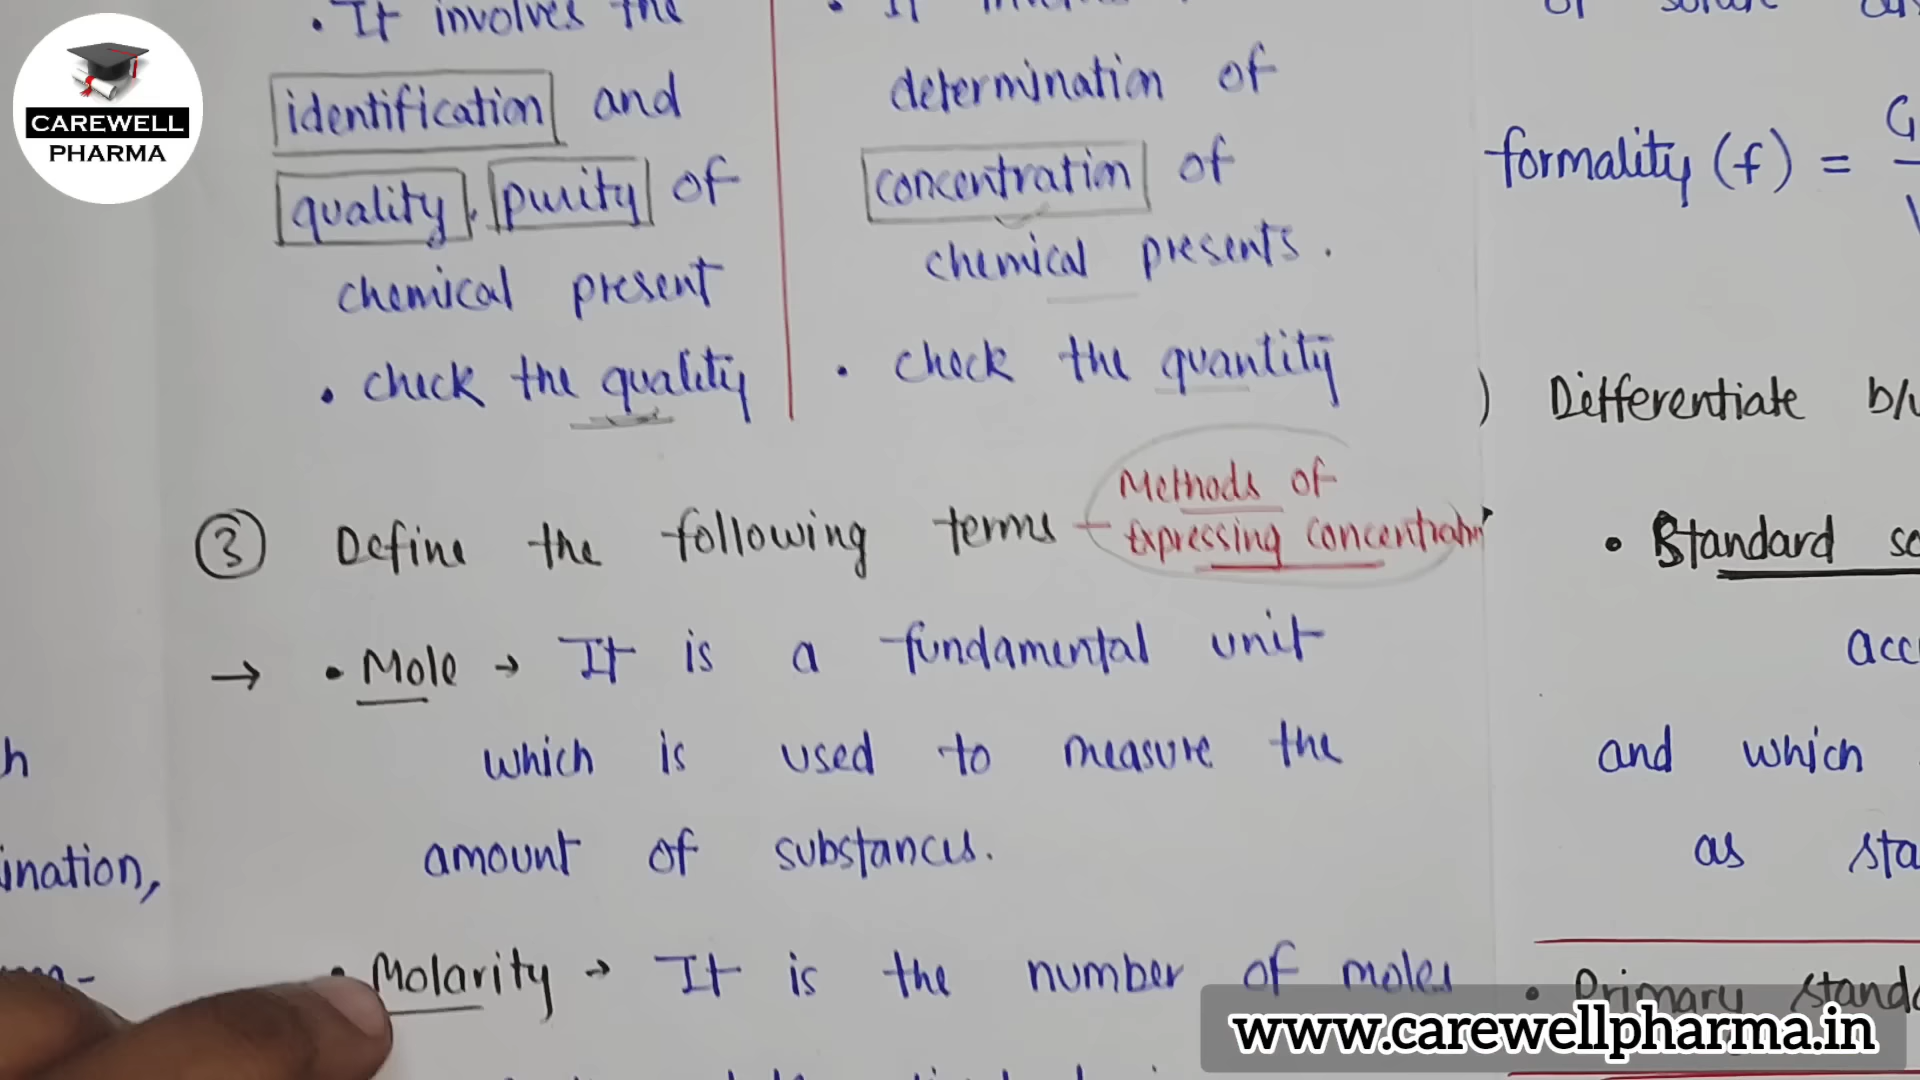 CAREWELL
PHARMA
• It involves the
identification and
quality, purity of
chemical present
• check the quality
determination of
concentration of
chemical presents.
• check the quantity
③ Define the following terms - Methods of
Expressing concentration
→ • Mole → It is a fundamental unit
which is used to measure the
amount of substances.
• Molarity → It is the number of moles
formality (f) =
) Differentiate b/w
• Standard
and which
as
• Primary
www.carewellpharma.in